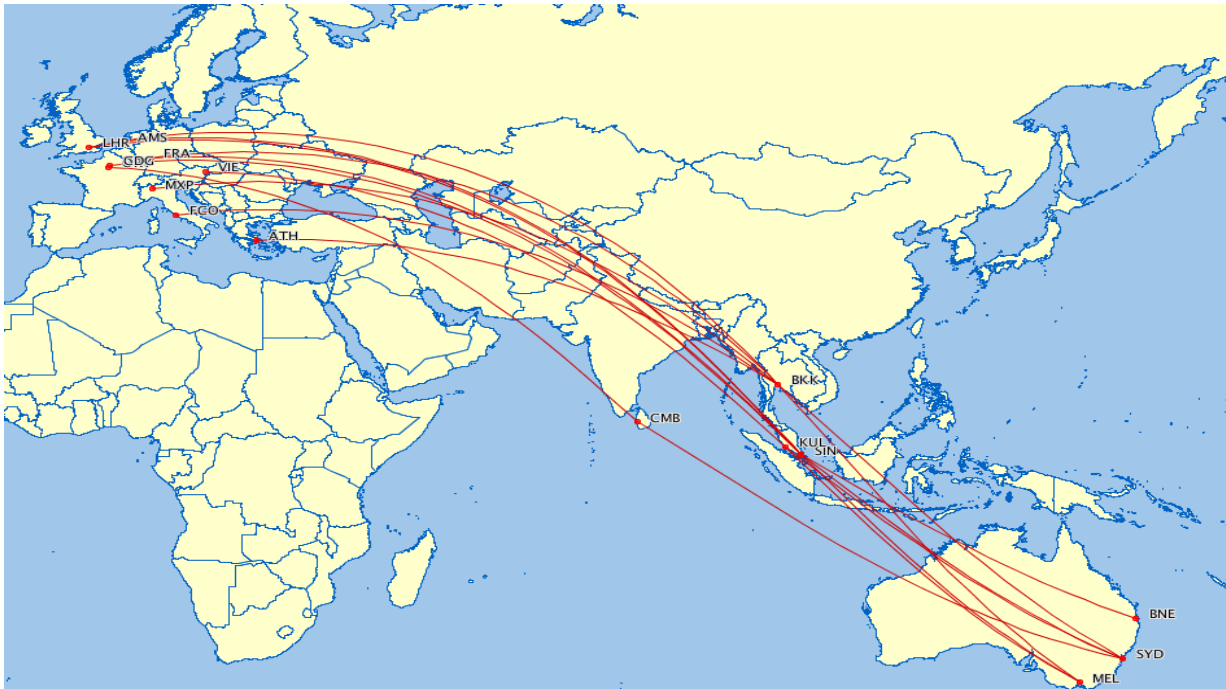 AMS
LHR
FRA
CDG
VIE
MXP
FCO
ATH
BKK
CMB
KUL
SIN
BNE
SYD
MEL